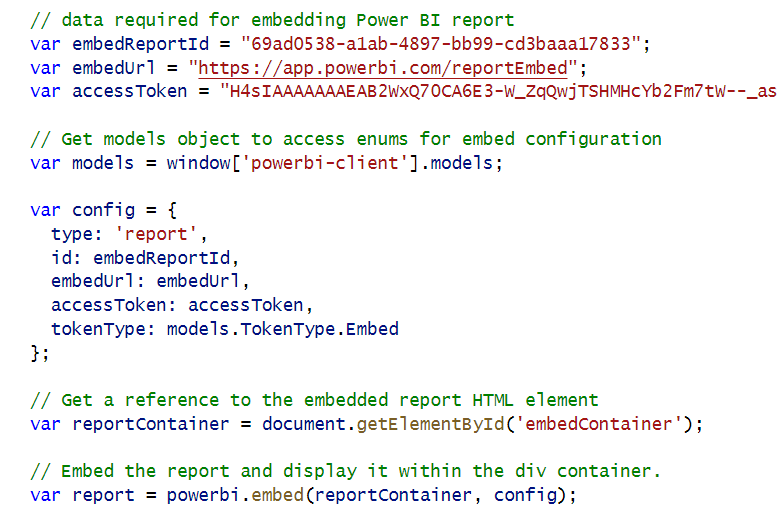 // data required for embedding Power BI report
var embedReportId = "69ad0538-a1ab-4897-bb99-cd3baaa17833";
var embedUrl = "https://app.powerbi.com/reportEmbed";
var accessToken = "H4sIAAAAAAAEAB2WxQ7OCA6E3-W_ZqQwjTSHMHcYb2Fm7tW--_as
// Get models object to access enums for embed configuration
var models = window['powerbi-client'].models;
var config = {
type: 'report',
id: embedReportId,
embedUrl: embedUrl,
accessToken: accessToken,
tokenType: models.TokenType.Embed
};
// Get a reference to the embedded report HTML element
var reportContainer = document.getElementById('embedContainer');
// Embed the report and display it within the div container.
var report = powerbi.embed(reportContainer, config);